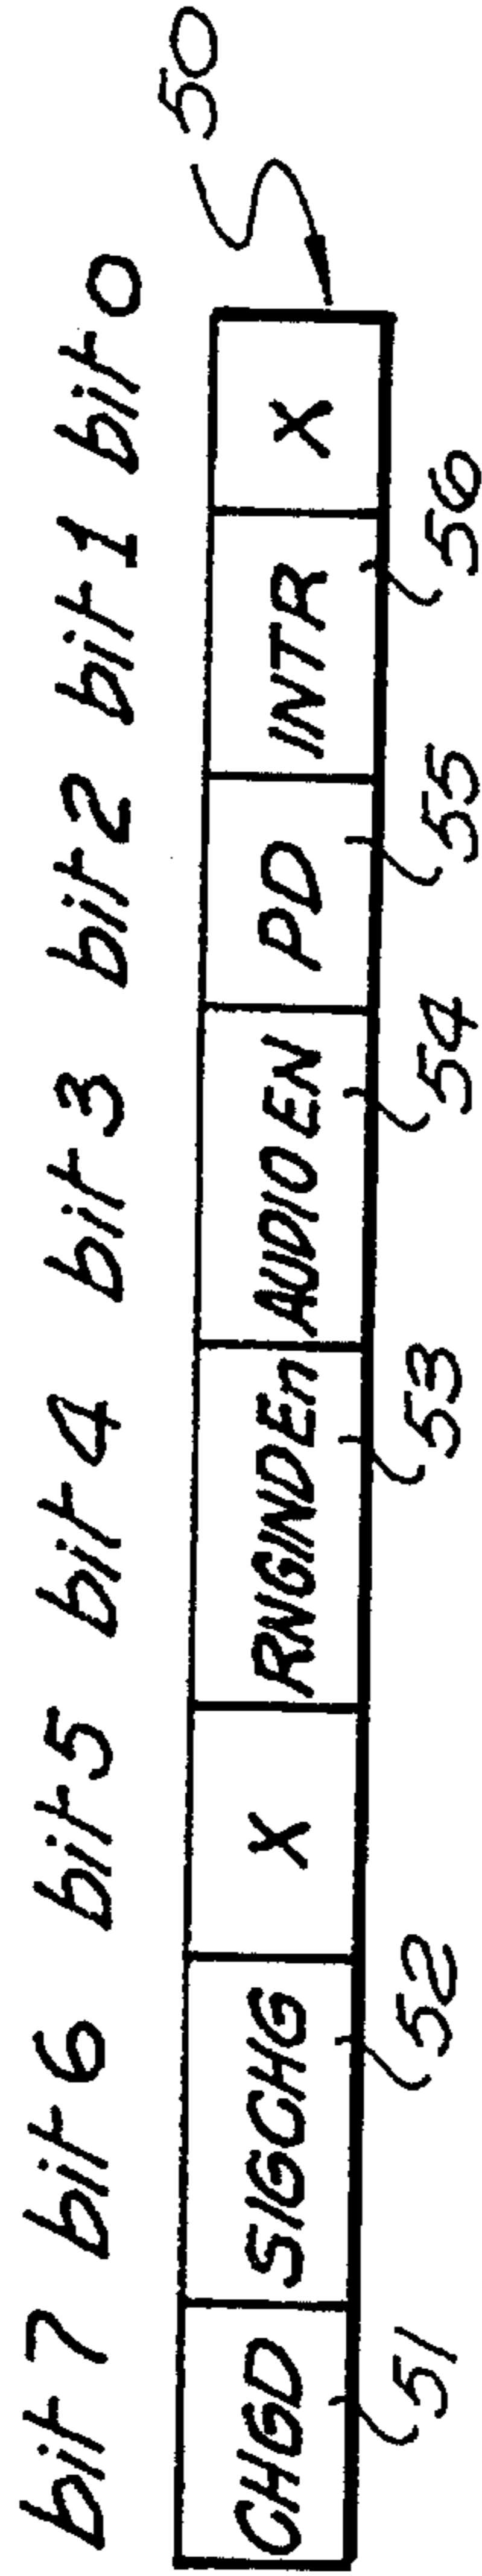 bit 7 bit 6 bit 5 bit 4 bit 3 bit 2 bit 1 bit 0
50
CHGD SIGCHG X RNGINDEn AUDIO EN PD INTR X
51 52 53 54 55 56